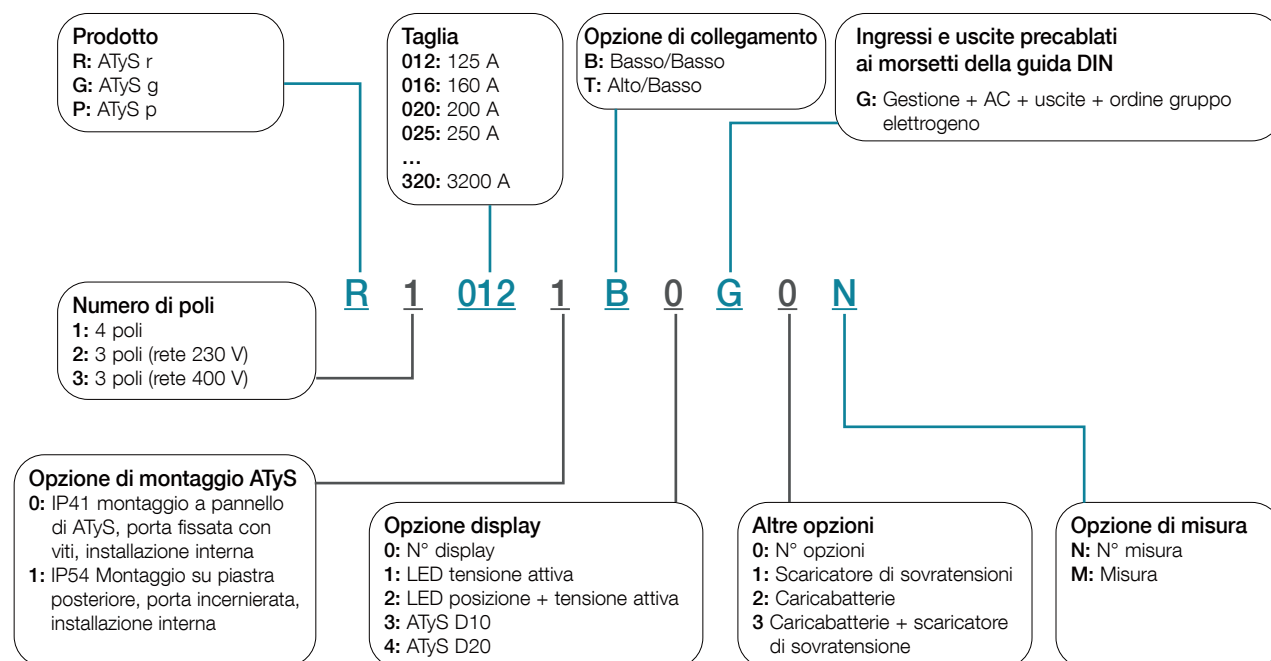 Prodotto
R: ATyS r
G: ATyS g
P: ATyS p
Taglia
012: 125 A
016: 160 A
020: 200 A
025: 250 A
...
320: 3200 A
Opzione di collegamento
B: Basso/Basso
T: Alto/Basso
Ingressi e uscite precablati
ai morsetti della guida DIN
G: Gestione + AC + uscite + ordine gruppo
elettrogeno
R 1 012 1 B 0 G 0 N
Numero di poli
1: 4 poli
2: 3 poli (rete 230 V)
3: 3 poli (rete 400 V)
Opzione di montaggio ATyS
0: IP41 montaggio a pannello
di ATyS, porta fissata con
viti, installazione interna
1: IP54 Montaggio su piastra
posteriore, porta incernierata,
installazione interna
Opzione display
0: N° display
1: LED tensione attiva
2: LED posizione + tensione attiva
3: ATyS D10
4: ATyS D20
Altre opzioni
0: N° opzioni
1: Scaricatore di sovratensioni
2: Caricabatterie
3 Caricabatterie + scaricatore
di sovratensione
Opzione di misura
N: N° misura
M: Misura